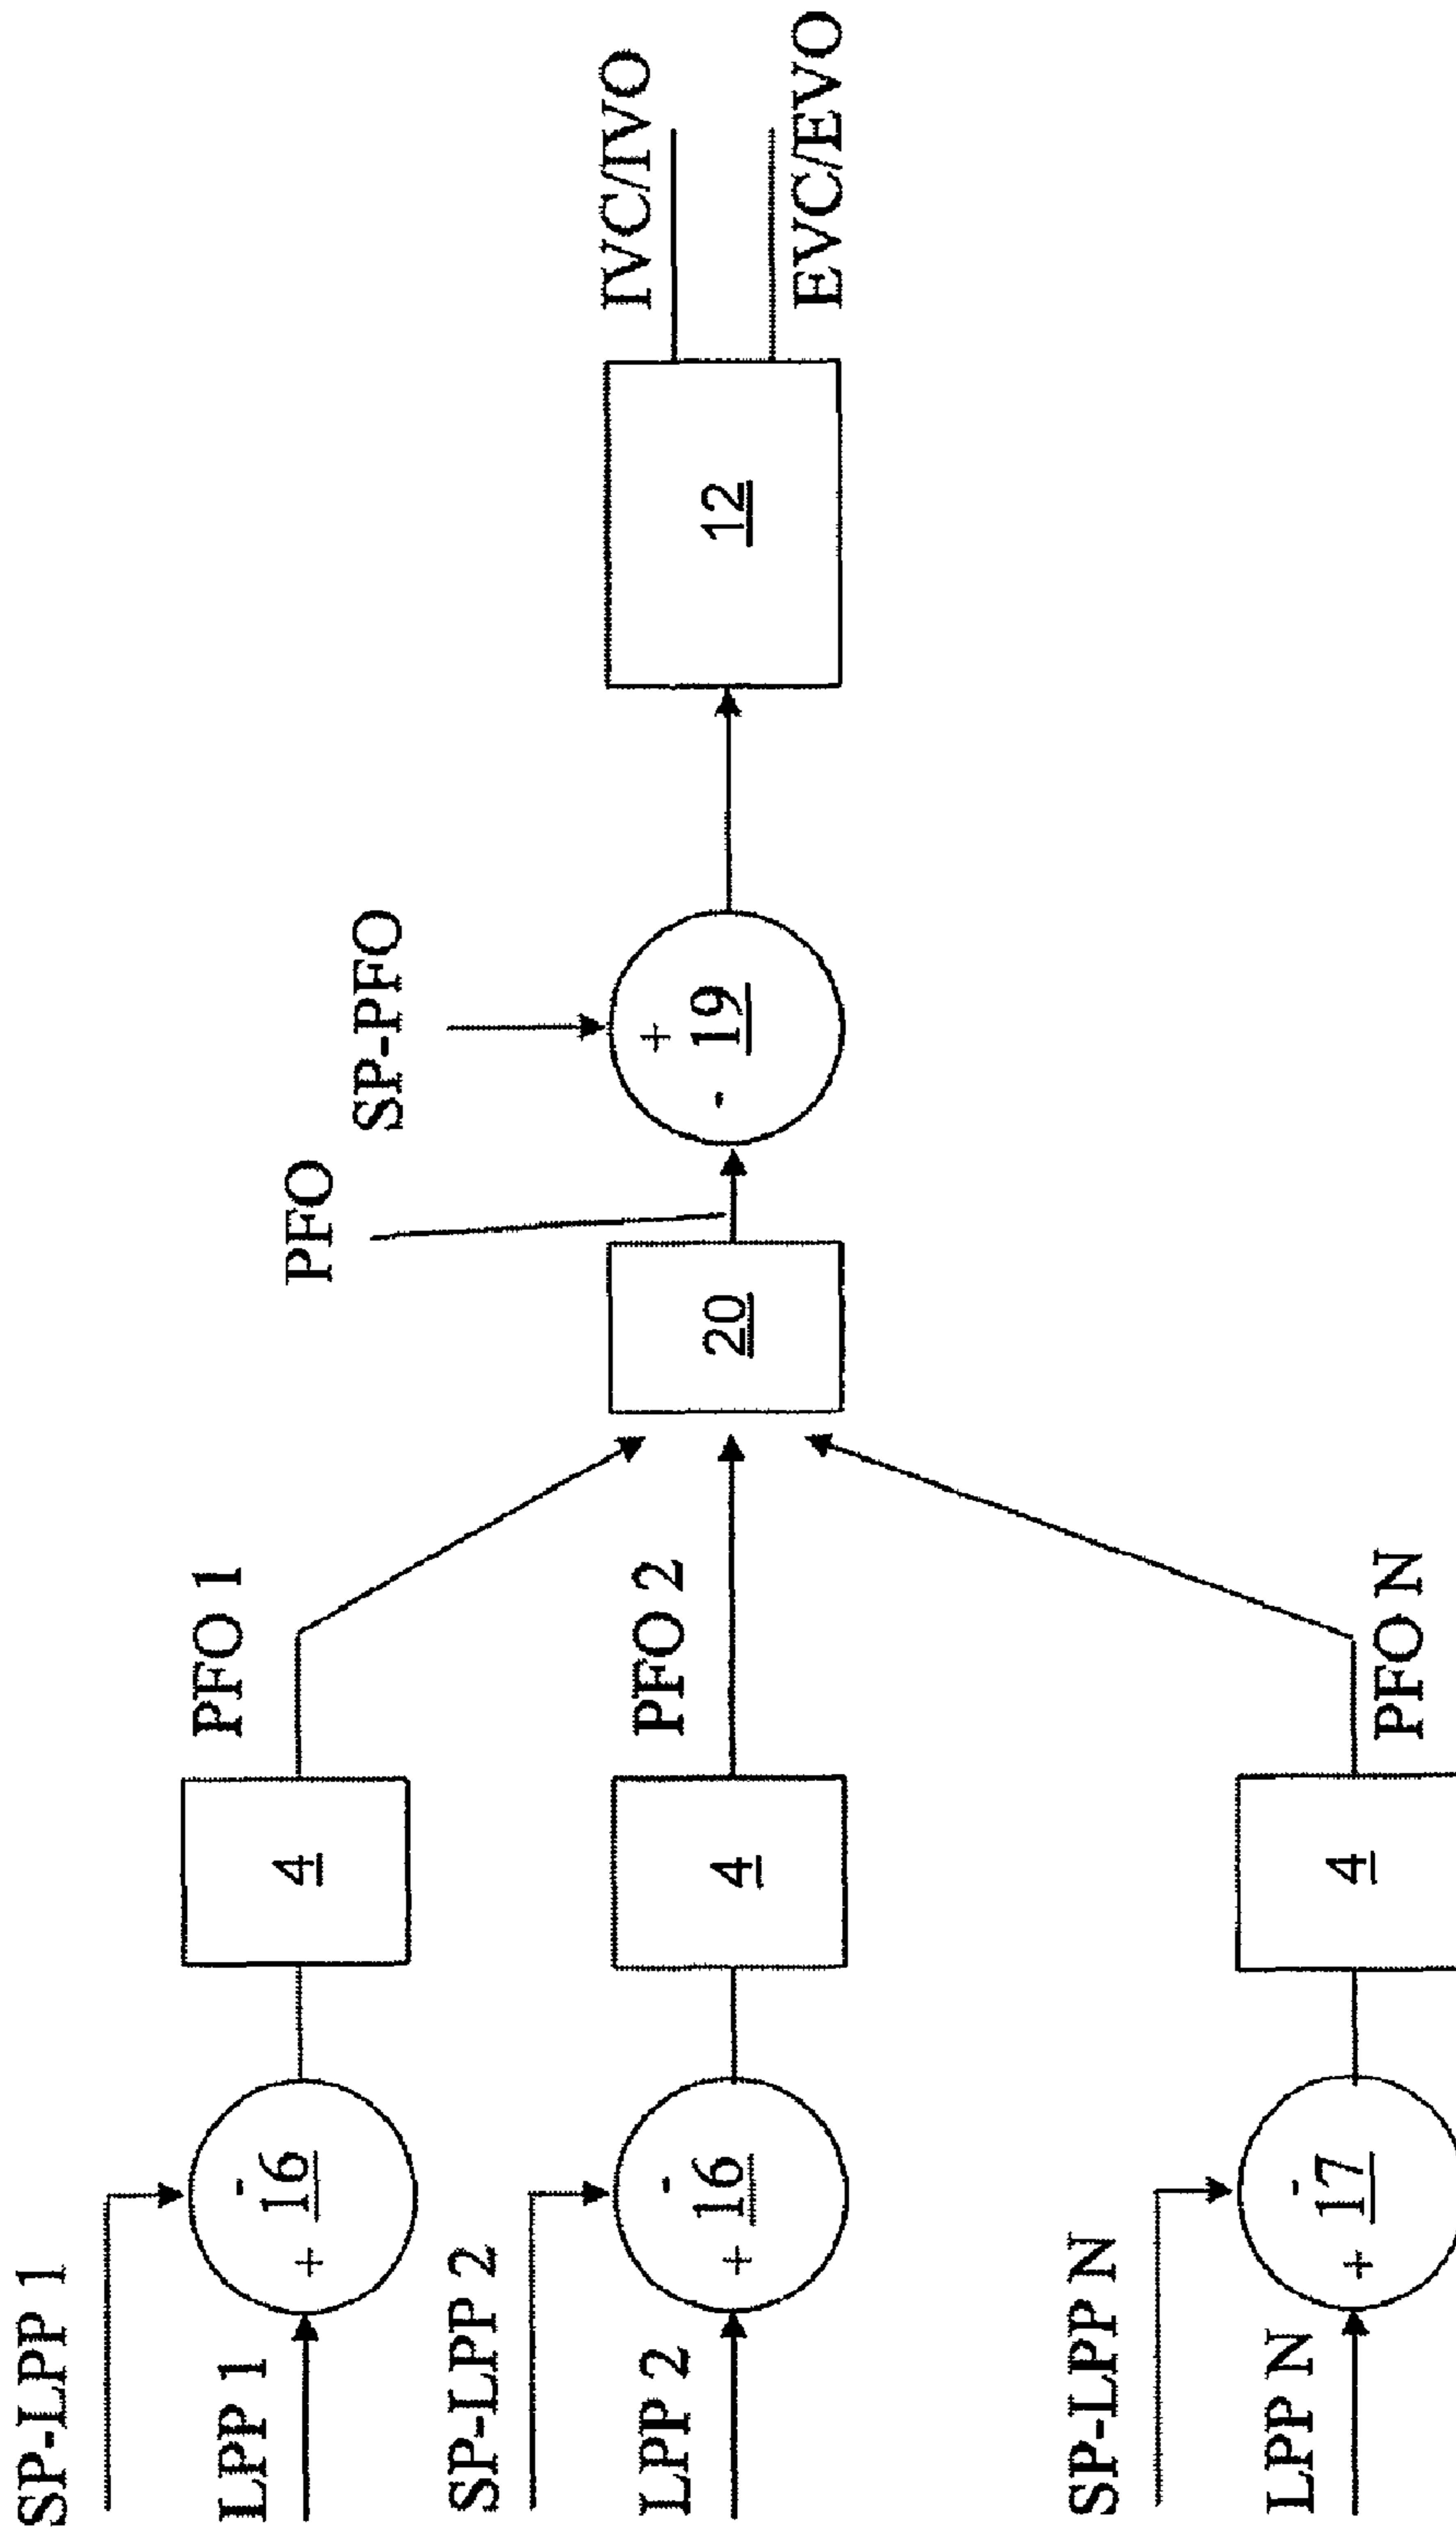 SP-LPP 1
LPP 1
+
-
16
4
PFO 1
SP-LPP 2
LPP 2
+
-
16
4
PFO 2
SP-LPP N
LPP N
+
-
17
4
PFO N
20
PFO
SP-PFO
+
-
19
12
IVC/IVO
EVC/EVO